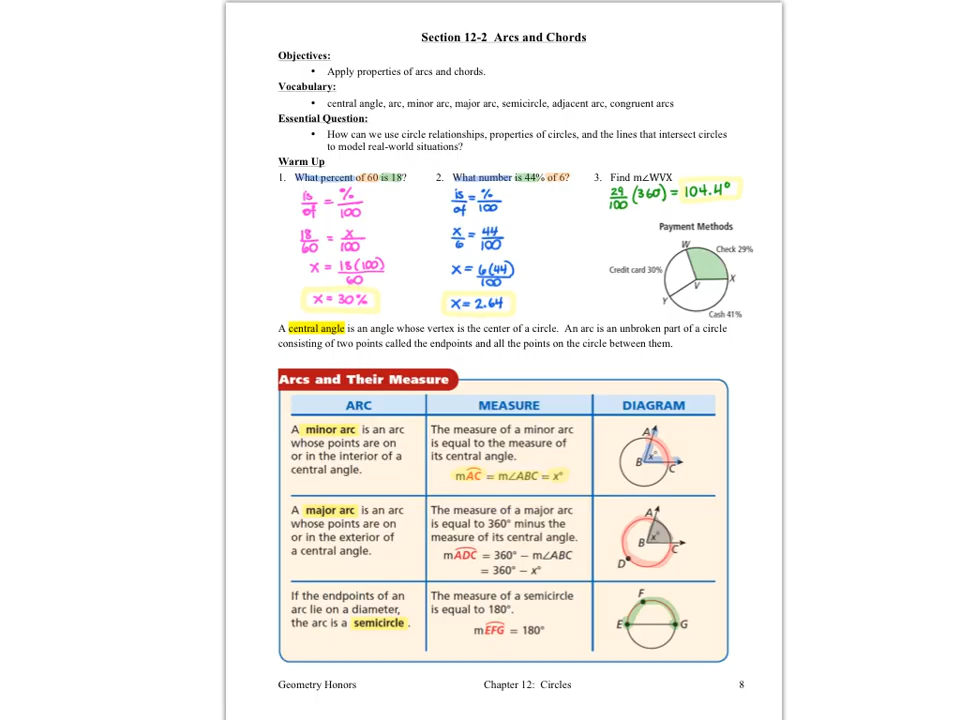 Section 12-2 Arcs and Chords
Objectives:
• Apply properties of arcs and chords.
Vocabulary:
• central angle, arc, minor arc, major arc, semicircle, adjacent arc, congruent arcs
Essential Question:
• How can we use circle relationships, properties of circles, and the lines that intersect circles
to model real-world situations?
Warm Up
1. What percent of 60 is 18?
is/of = %/100
18/60 = x/100
x = 18(100)/60
x = 30%
2. What number is 44% of 6?
is/of = %/100
x/6 = 44/100
x = 6(44)/100
x = 2.64
3. Find m∠WVX
29/100 (360) = 104.4°
Payment Methods
W
Check 29%
Credit card 30%
X
V
Y
Cash 41%
A central angle is an angle whose vertex is the center of a circle. An arc is an unbroken part of a circle
consisting of two points called the endpoints and all the points on the circle between them.
Arcs and Their Measure
ARC MEASURE DIAGRAM
A minor arc is an arc
whose points are on
or in the interior of a
central angle.
The measure of a minor arc
is equal to the measure of
its central angle.
mAC = m∠ABC = x°
A
x°
B
C
A major arc is an arc
whose points are on
or in the exterior of
a central angle.
The measure of a major arc
is equal to 360° minus the
measure of its central angle.
mADC = 360° − m∠ABC
= 360° − x°
A
x°
B
C
D
If the endpoints of an
arc lie on a diameter,
the arc is a semicircle.
The measure of a semicircle
is equal to 180°.
mEFG = 180°
F
E
G
Geometry Honors Chapter 12: Circles 8